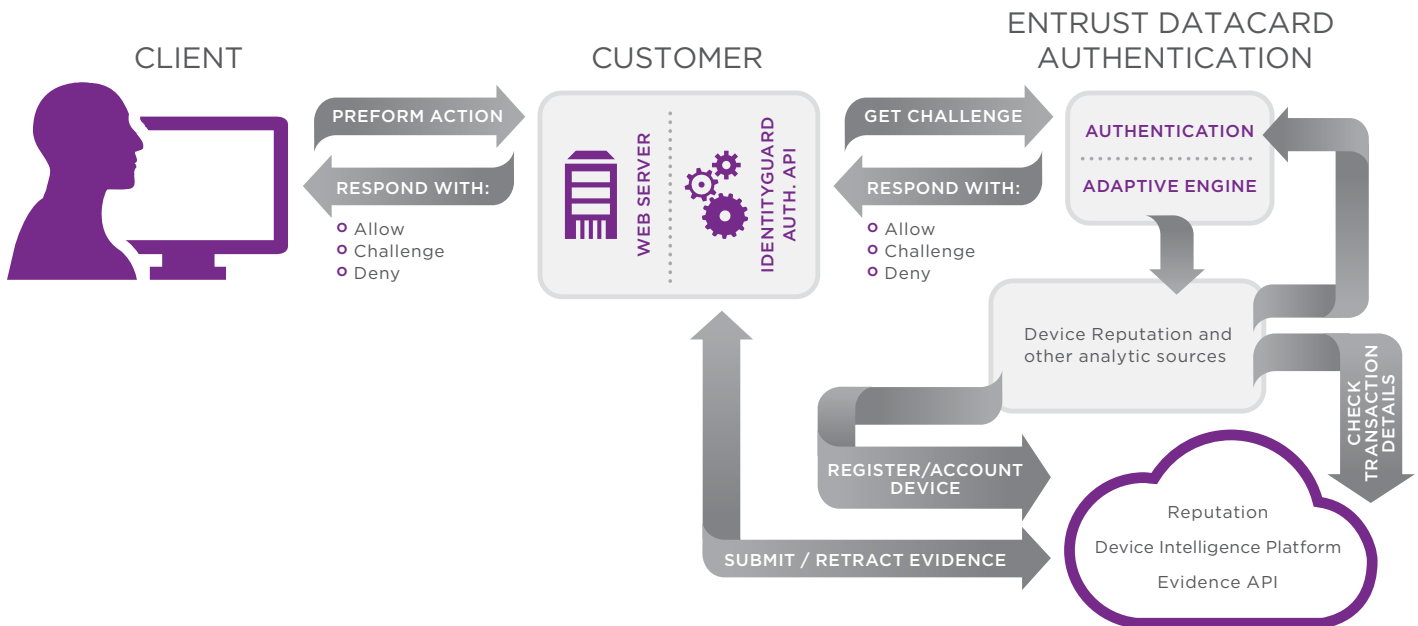 CLIENT
CUSTOMER
ENTRUST DATACARD
AUTHENTICATION
PREFORM ACTION
RESPOND WITH:
Allow
Challenge
Deny
WEB SERVER
IDENTITYGUARD
AUTH. API
GET CHALLENGE
RESPOND WITH:
Allow
Challenge
Deny
AUTHENTICATION
ADAPTIVE ENGINE
Device Reputation and
other analytic sources
CHECK
TRANSACTION
DETAILS
REGISTER/ACCOUNT
DEVICE
SUBMIT / RETRACT EVIDENCE
Reputation
Device Intelligence Platform
Evidence API